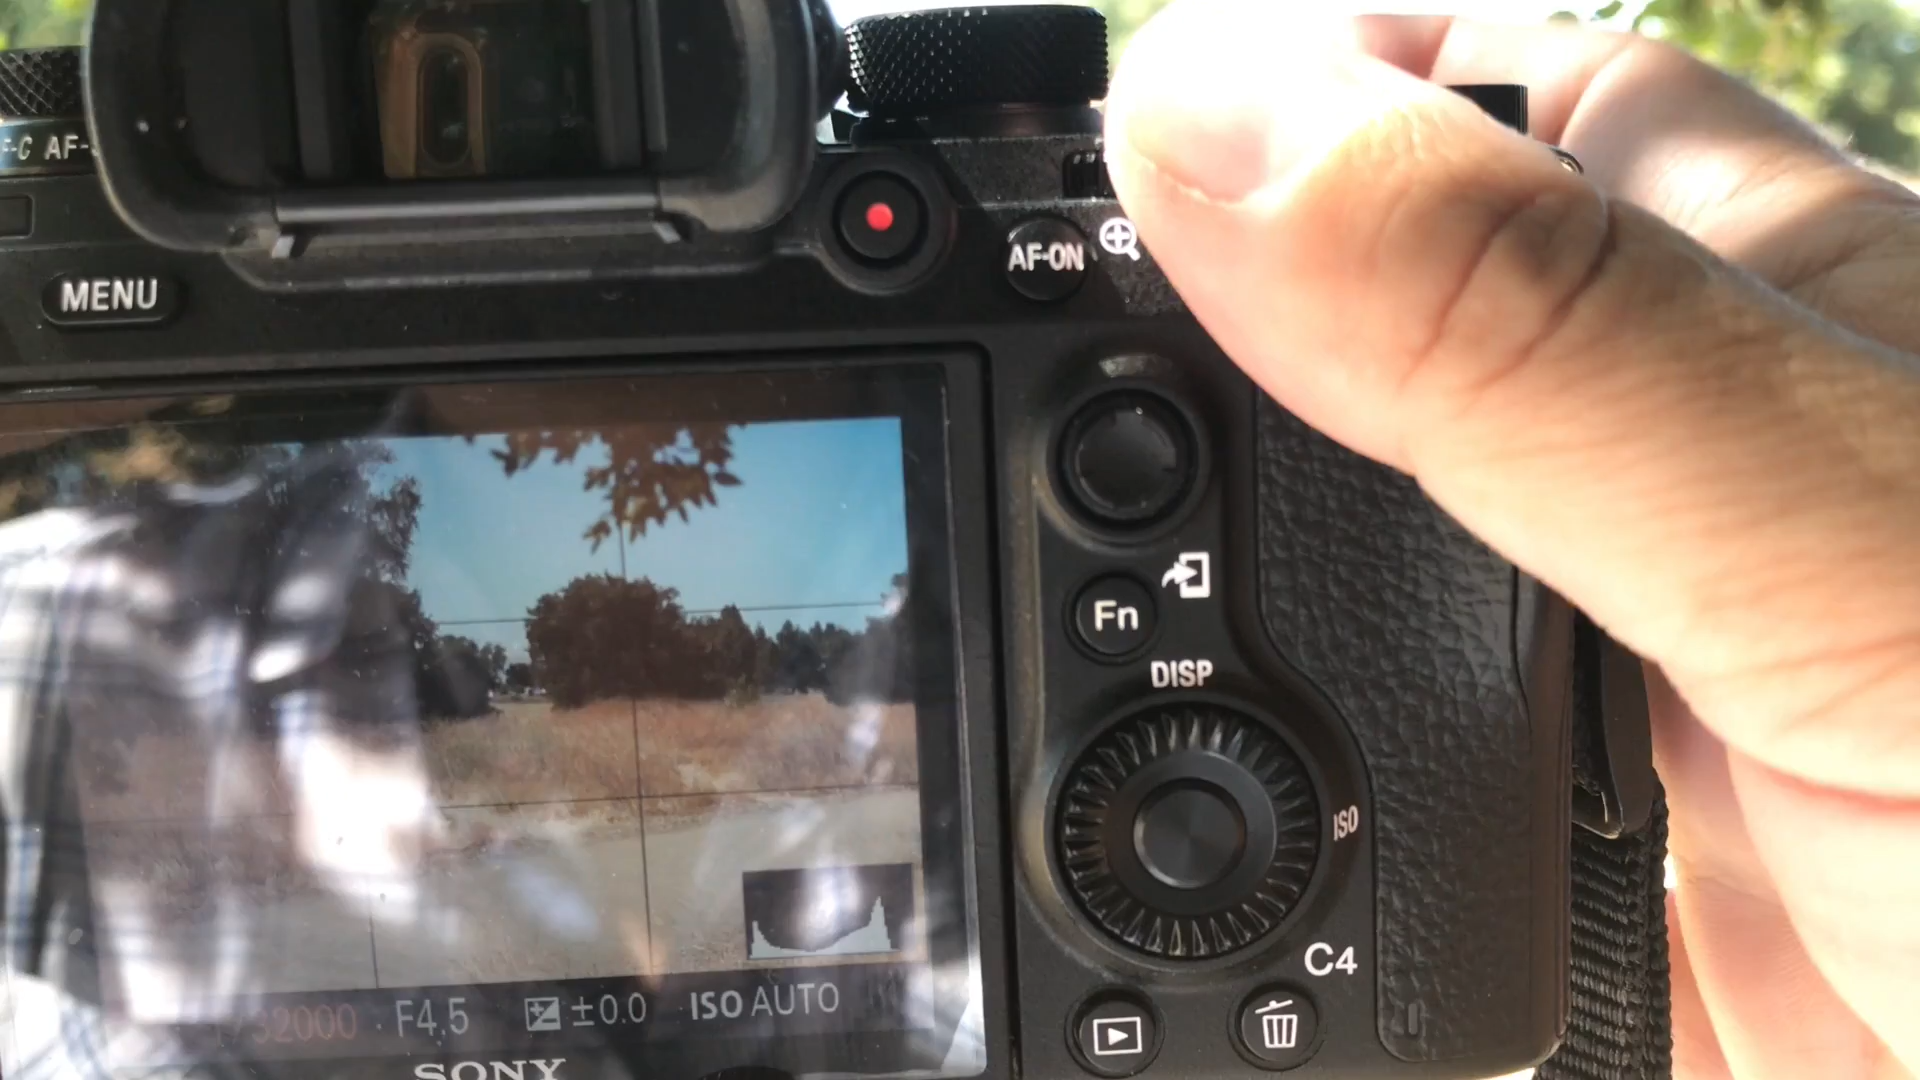 AF-
MENU
AF-ON
Fn
DISP
ISO
C4
F4.5 ±0.0 ISO AUTO
SONY